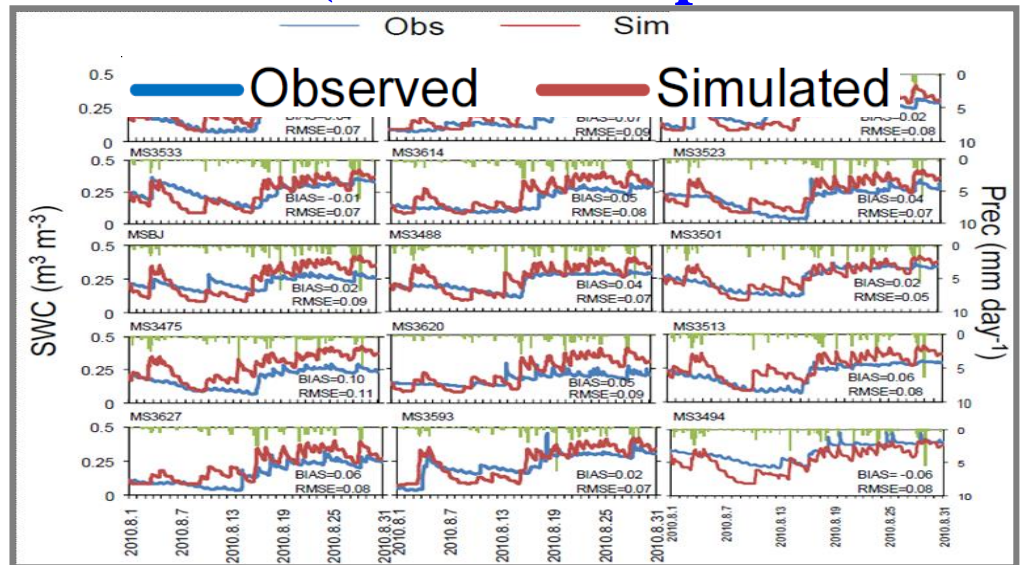 Obs Sim
Observed Simulated
0.5 0
0.25 5
0 10
RMSE=0.07 RMSE=0.09 BIAS=0.02
RMSE=0.08
MS3533 MS3614 MS3523
0.5 0
0.25 5
0 10
BIAS= -0.01 BIAS=0.05 BIAS=0.04
RMSE=0.07 RMSE=0.08 RMSE=0.07
MSBJ MS3488 MS3501
0.5 0
0.25 5
0 10
BIAS=0.02 BIAS=0.04 BIAS=0.02
RMSE=0.09 RMSE=0.07 RMSE=0.05
MS3475 MS3620 MS3513
0.5 0
0.25 5
0 10
BIAS=0.10 BIAS=0.05 BIAS=0.06
RMSE=0.11 RMSE=0.09 RMSE=0.08
MS3627 MS3593 MS3494
0.5 0
0.25 5
0 10
BIAS=0.06 BIAS=0.02 BIAS= -0.06
RMSE=0.08 RMSE=0.07 RMSE=0.08
SWC (m³ m-³)
Prec (mm day-¹)
2010.8.1 2010.8.7 2010.8.13 2010.8.19 2010.8.25 2010.8.31
2010.8.1 2010.8.7 2010.8.13 2010.8.19 2010.8.25 2010.8.31
2010.8.1 2010.8.7 2010.8.13 2010.8.19 2010.8.25 2010.8.31